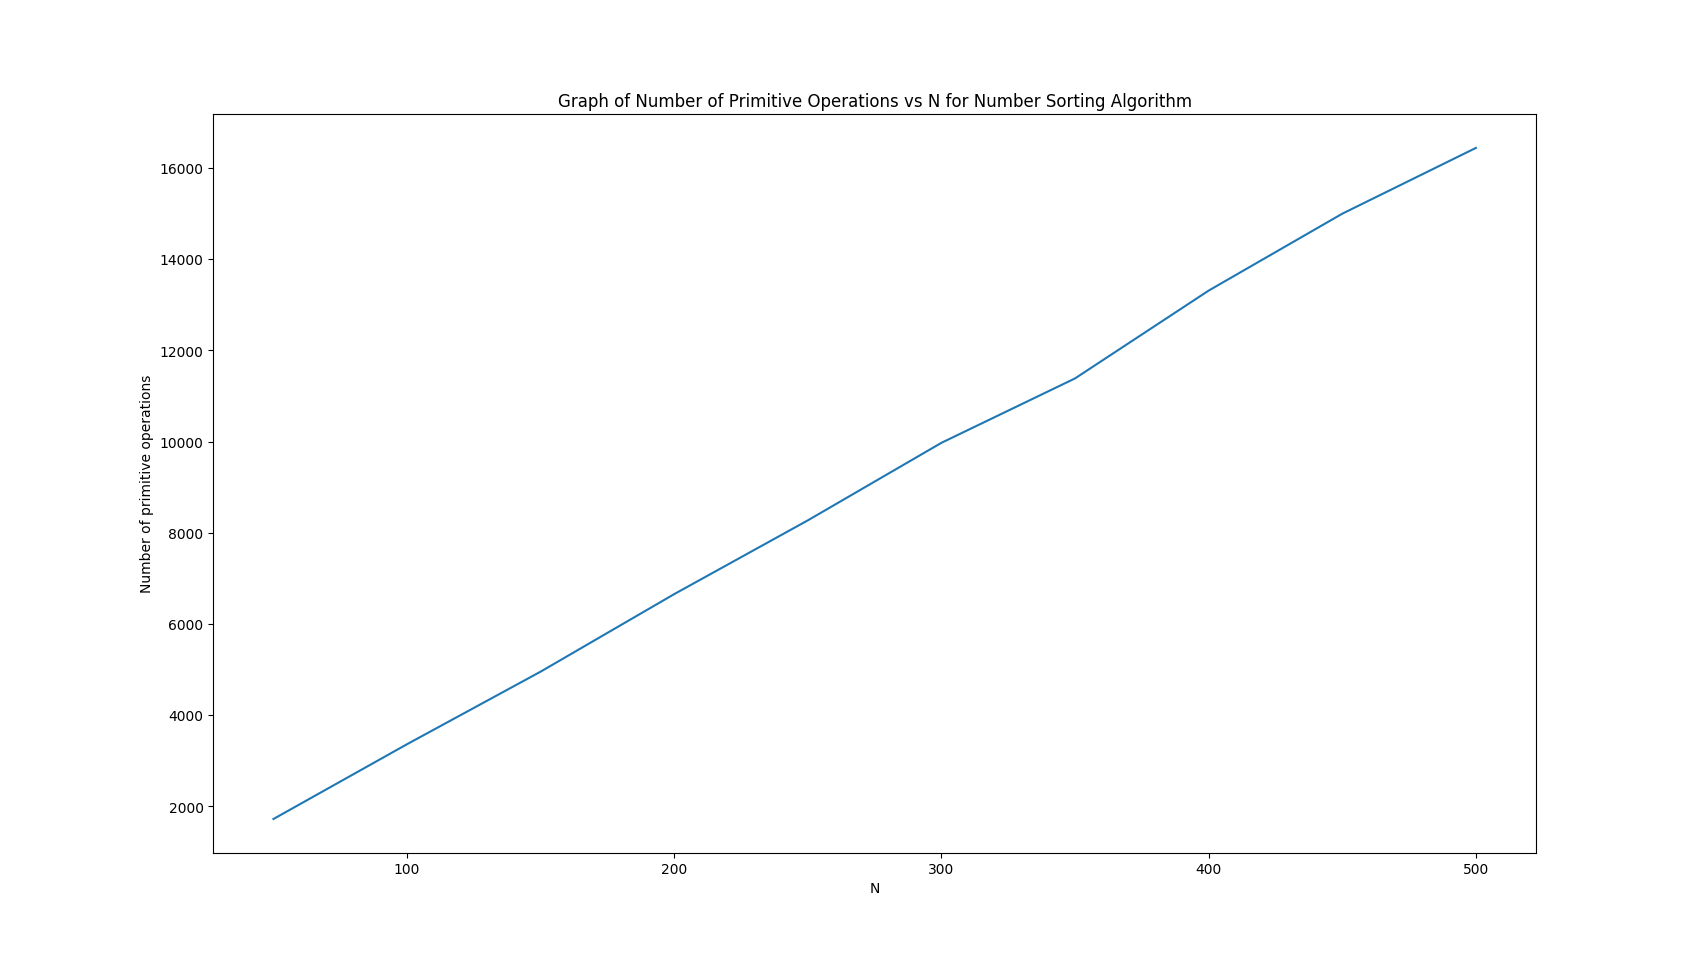 Graph of Number of Primitive Operations vs N for Number Sorting Algorithm
Number of primitive operations
16000
14000
12000
10000
8000
6000
4000
2000
100 200 300 400 500
N